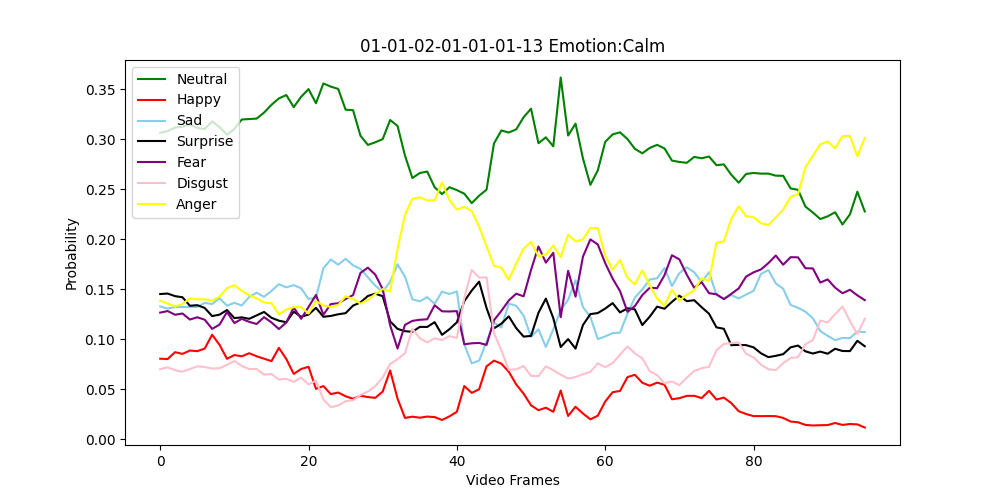 01-01-02-01-01-01-13 Emotion:Calm
Neutral
Happy
Sad
Surprise
Fear
Disgust
Anger
Probability
0.35
0.30
0.25
0.20
0.15
0.10
0.05
0.00
0 20 40 60 80
Video Frames